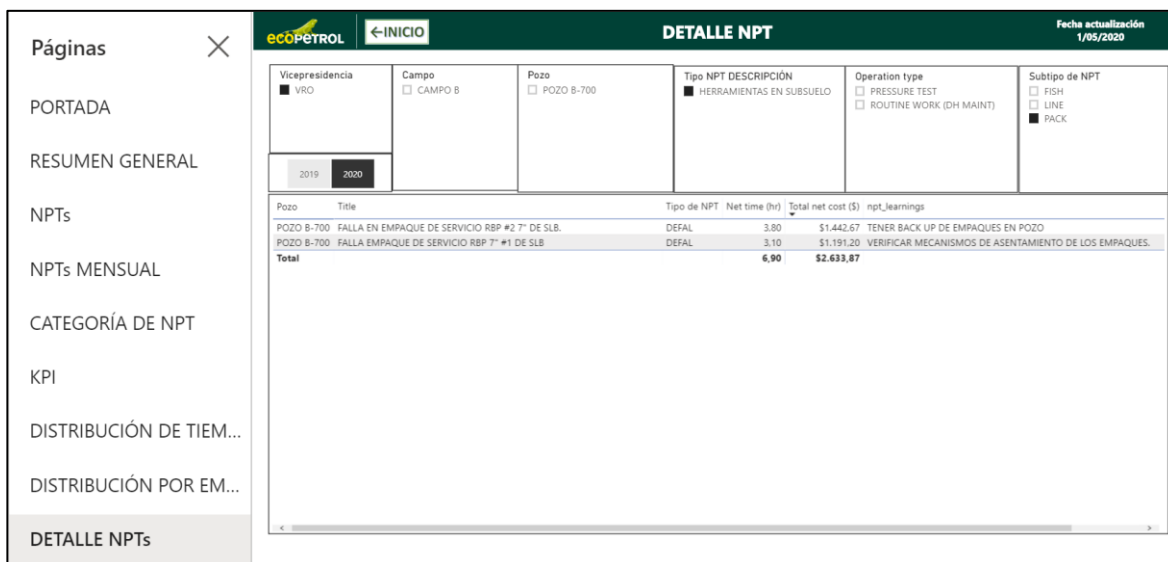 Páginas
PORTADA
RESUMEN GENERAL
NPTs
NPTs MENSUAL
CATEGORÍA DE NPT
KPI
DISTRIBUCIÓN DE TIEM...
DISTRIBUCIÓN POR EM...
DETALLE NPTs
ecoPETROL
←INICIO
DETALLE NPT
Fecha actualización
1/05/2020
Vicepresidencia
VRO
2019 2020
Campo
CAMPO B
Pozo
POZO B-700
Tipo NPT DESCRIPCIÓN
HERRAMIENTAS EN SUBSUELO
Operation type
PRESSURE TEST
ROUTINE WORK (DH MAINT)
Subtipo de NPT
FISH
LINE
PACK
Pozo Title Tipo de NPT Net time (hr) Total net cost ($) npt_learnings
POZO B-700 FALLA EN EMPAQUE DE SERVICIO RBP #2 7" DE SLB. DEFAL 3.80 $1.442.67 TENER BACK UP DE EMPAQUES EN POZO
POZO B-700 FALLA EMPAQUE DE SERVICIO RBP 7" #1 DE SLB DEFAL 3.10 $1.191.20 VERIFICAR MECANISMOS DE ASENTAMIENTO DE LOS EMPAQUES.
Total 6,90 $2.633,87